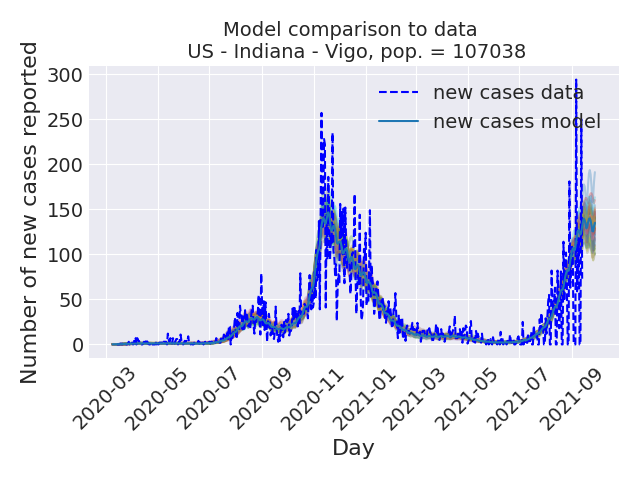 Model comparison to data
US - Indiana - Vigo, pop. = 107038
Number of new cases reported
300
250
200
150
100
50
0
new cases data
new cases model
2020-03
2020-05
2020-07
2020-09
2020-11
2021-01
2021-03
2021-05
2021-07
2021-09
Day